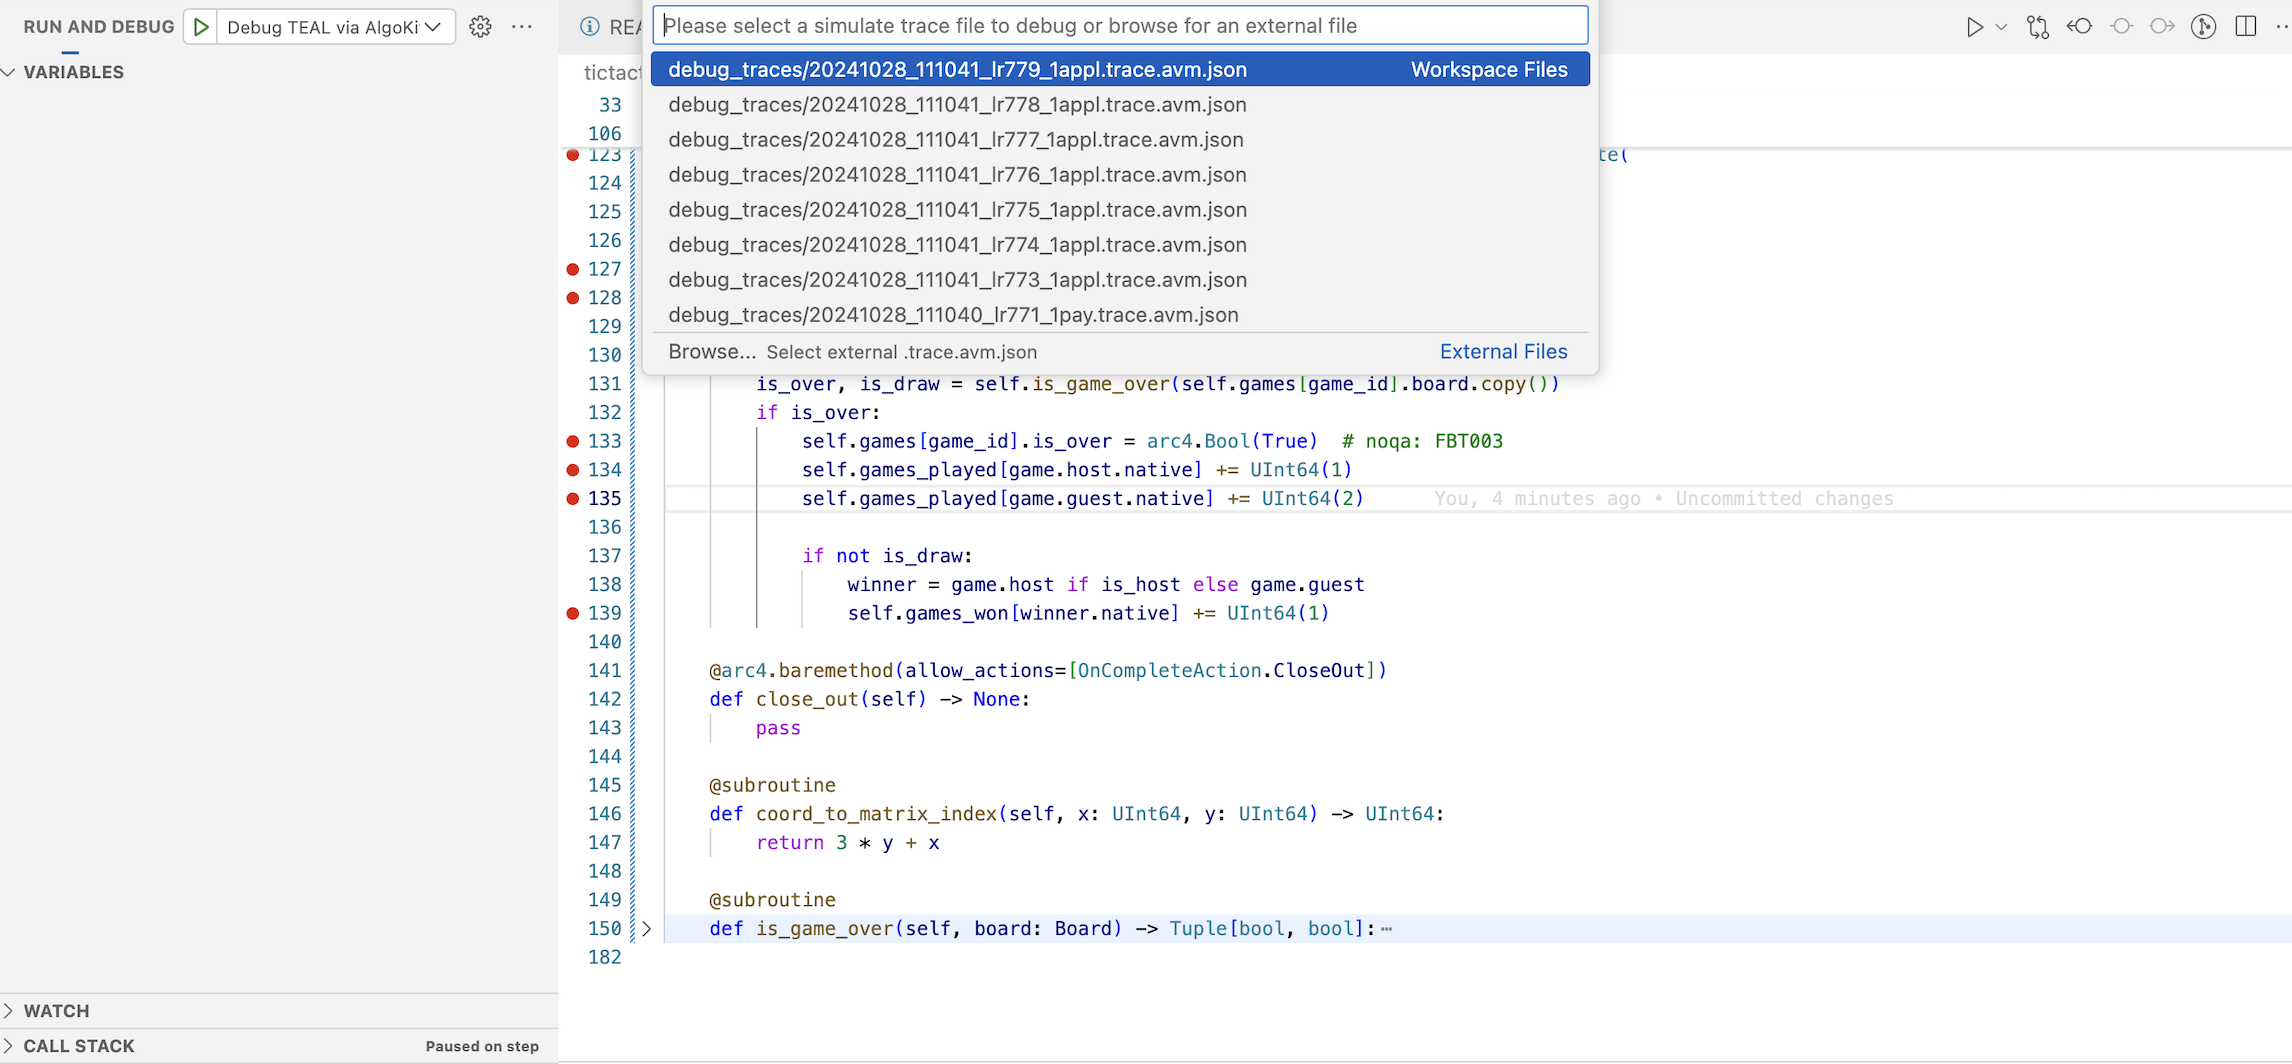 RUN AND DEBUG Debug TEAL via AlgoKi
REA
VARIABLES
tictact
Please select a simulate trace file to debug or browse for an external file
debug_traces/20241028_111041_lr779_1appl.trace.avm.json Workspace Files
debug_traces/20241028_111041_lr778_1appl.trace.avm.json
debug_traces/20241028_111041_lr777_1appl.trace.avm.json
debug_traces/20241028_111041_lr776_1appl.trace.avm.json
debug_traces/20241028_111041_lr775_1appl.trace.avm.json
debug_traces/20241028_111041_lr774_1appl.trace.avm.json
debug_traces/20241028_111041_lr773_1appl.trace.avm.json
debug_traces/20241028_111040_lr771_1pay.trace.avm.json
Browse... Select external .trace.avm.json External Files
33
106
123 te(
124
125
126
127
128
129
130
131 is_over, is_draw = self.is_game_over(self.games[game_id].board.copy())
132 if is_over:
133 self.games[game_id].is_over = arc4.Bool(True) # noqa: FBT003
134 self.games_played[game.host.native] += UInt64(1)
135 self.games_played[game.guest.native] += UInt64(2) You, 4 minutes ago • Uncommitted changes
136
137 if not is_draw:
138 winner = game.host if is_host else game.guest
139 self.games_won[winner.native] += UInt64(1)
140
141 @arc4.baremethod(allow_actions=[OnCompleteAction.CloseOut])
142 def close_out(self) -> None:
143 pass
144
145 @subroutine
146 def coord_to_matrix_index(self, x: UInt64, y: UInt64) -> UInt64:
147 return 3 * y + x
148
149 @subroutine
150 def is_game_over(self, board: Board) -> Tuple[bool, bool]:⋯
182
WATCH
CALL STACK Paused on step